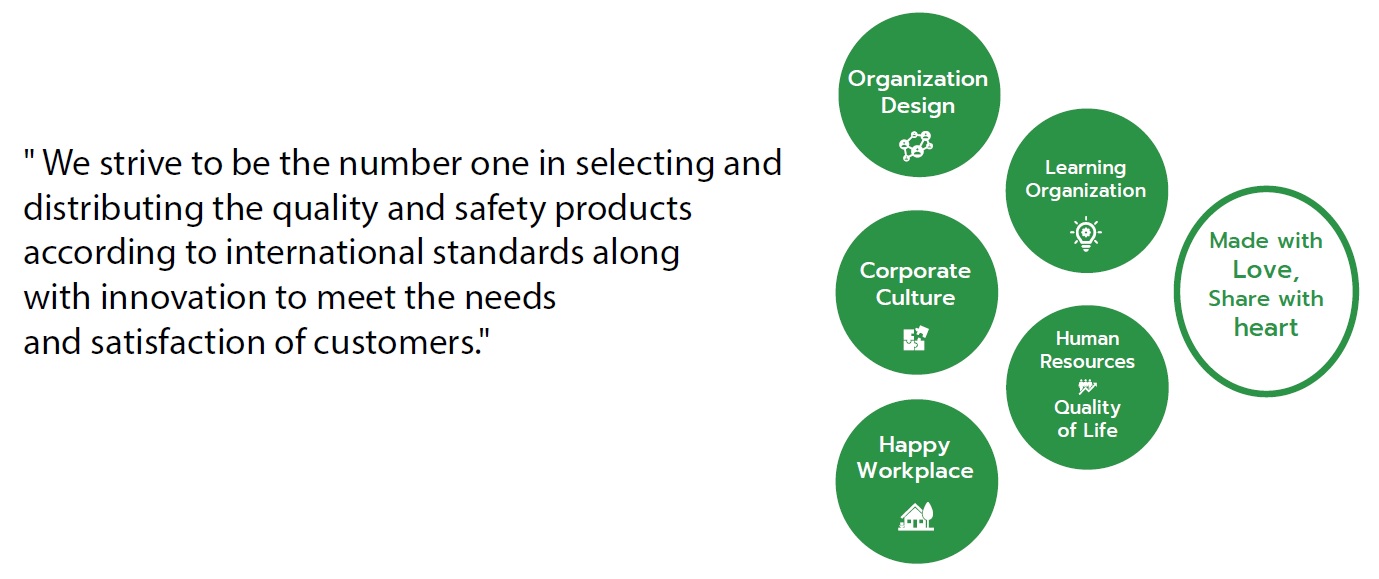 " We strive to be the number one in selecting and
distributing the quality and safety products
according to international standards along
with innovation to meet the needs
and satisfaction of customers."
Organization
Design
Learning
Organization
Corporate
Culture
Human
Resources
Quality
of Life
Happy
Workplace
Made with
Love,
Share with
heart